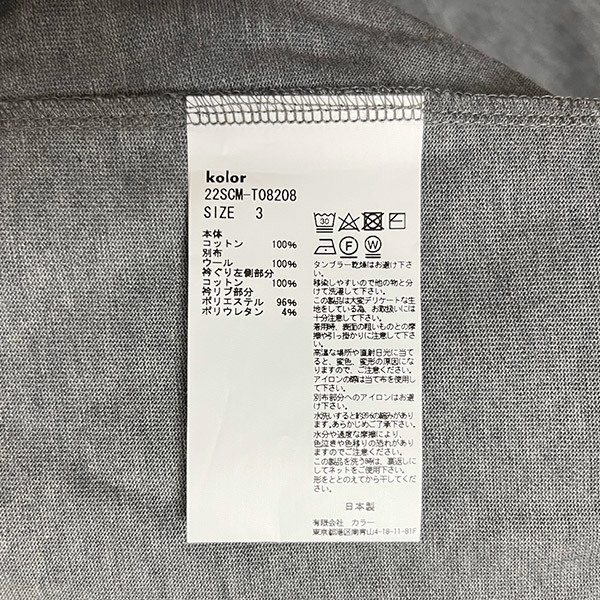 kolor
22SCM-T08208
SIZE 3
本体
コットン 100%
別布
ウール 100%
衿ぐり左側部分
コットン 100%
衿リブ部分
ポリエステル 96%
ポリウレタン 4%
30
F W
タンブラー乾燥はお避け下さ
い。
移染しやすいので他の物と分
けて洗濯して下さい。
この製品は大変デリケートな生
地をしている為、お取扱いには
十分注意して下さい。
着用時、表面の粗いものとの摩
擦や引っ掛かりに注意して下さ
い。
高温な場所や直射日光に当て
ると、変色、変形の原因になり
ますので、ご注意ください。
アイロンの際は当て布を使用し
て下さい。
別布部分へのアイロンはお避
け下さい。
水洗いすると約3%の縮みがあり
ます。あらかじめご了承下さい。
水分や過度な摩擦により、
色泣きや色移りの恐れがあり
ますのでご注意ください。
この製品を洗う時は、裏返しに
してネットをご使用下さい。
形をととのえてから干してくださ
い。
日本製
有限会社 カラー
東京都港区南青山4-18-11-B1F